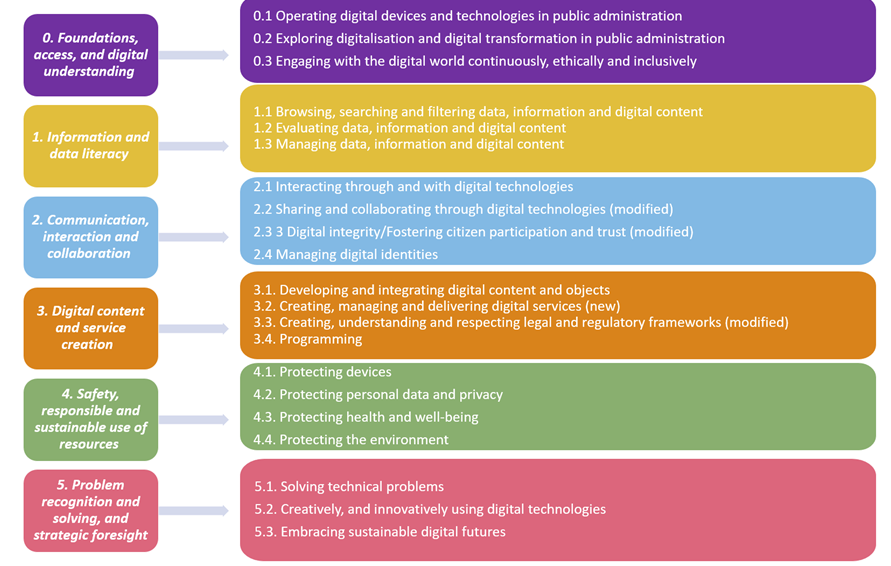 0. Foundations,
access, and digital
understanding
0.1 Operating digital devices and technologies in public administration
0.2 Exploring digitalisation and digital transformation in public administration
0.3 Engaging with the digital world continuously, ethically and inclusively
1. Information and
data literacy
1.1 Browsing, searching and filtering data, information and digital content
1.2 Evaluating data, information and digital content
1.3 Managing data, information and digital content
2. Communication,
interaction and
collaboration
2.1 Interacting through and with digital technologies
2.2 Sharing and collaborating through digital technologies (modified)
2.3 3 Digital integrity/Fostering citizen participation and trust (modified)
2.4 Managing digital identities
3. Digital content
and service
creation
3.1. Developing and integrating digital content and objects
3.2. Creating, managing and delivering digital services (new)
3.3. Creating, understanding and respecting legal and regulatory frameworks (modified)
3.4. Programming
4. Safety,
responsible and
sustainable use of
resources
4.1. Protecting devices
4.2. Protecting personal data and privacy
4.3. Protecting health and well-being
4.4. Protecting the environment
5. Problem
recognition and
solving, and
strategic foresight
5.1. Solving technical problems
5.2. Creatively, and innovatively using digital technologies
5.3. Embracing sustainable digital futures